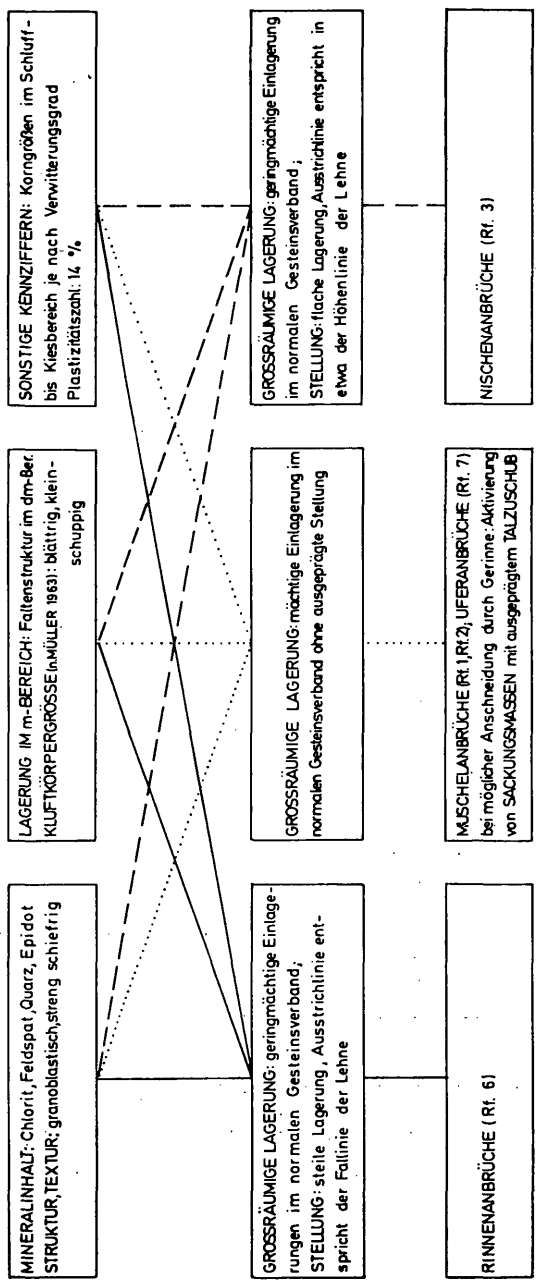 MINERALINHALT: Chlorit, Feldspat, Quarz, Epidot
STRUKTUR, TEXTUR: granoblastisch, streng schiefrig
LAGERUNG IM m-BEREICH: Faltenstruktur im dm-Ber.
KLUFTKÖRPERGRÖSSE (n. MÜLLER 1963): blättrig, klein-
schuppig
SONSTIGE KENNZIFFERN: Korngrößen im Schluff-
bis Kiesbereich je nach Verwitterungsgrad
Plastizitätszahl: 14 %
GROSSRÄUMIGE LAGERUNG: geringmächtige Einlage-
rungen im normalen Gesteinsverband;
STELLUNG: steile Lagerung, Ausstrichlinie ent-
spricht der Fallinie der Lehne
GROSSRÄUMIGE LAGERUNG: mächtige Einlagerung im
normalen Gesteinsverband ohne ausgeprägte Stellung
GROSSRÄUMIGE LAGERUNG: geringmächtige Einlagerung
im normalen Gesteinsverband;
STELLUNG: flache Lagerung, Ausstrichlinie entspricht in
etwa der Höhenlinie der Lehne
RINNENANBRÜCHE (Rf. 6)
MUSCHELANBRÜCHE (Rf. 1, Rf. 2), UFERANBRÜCHE (Rf. 7)
bei möglicher Anschneidung durch Gerinne: Aktivierung
von SACKUNGSMASSEN mit ausgeprägtem TALZUSCHUB
NISCHENANBRÜCHE (Rf. 3)